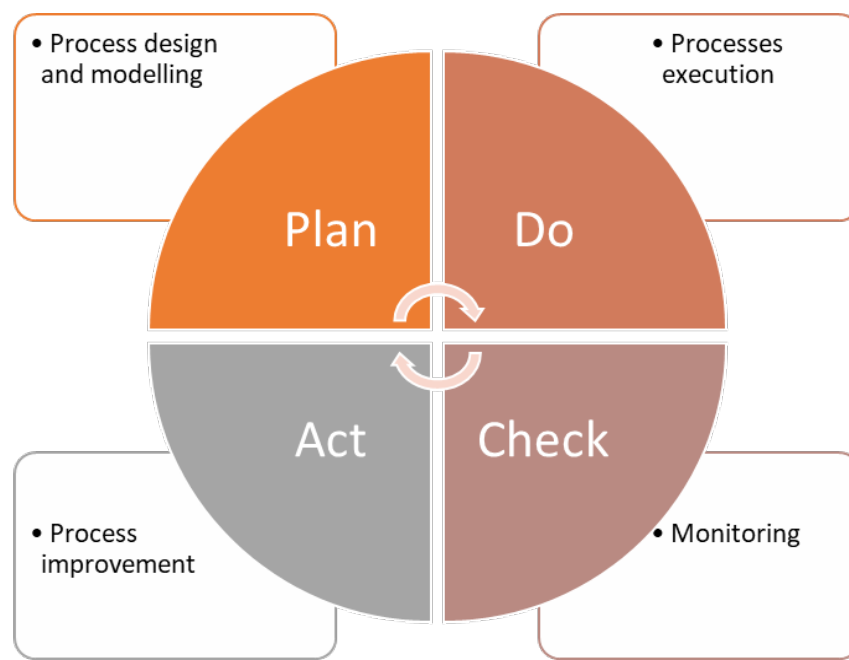 • Process design
and modelling
• Processes
execution
Plan
Do
Act
Check
• Process
improvement
• Monitoring